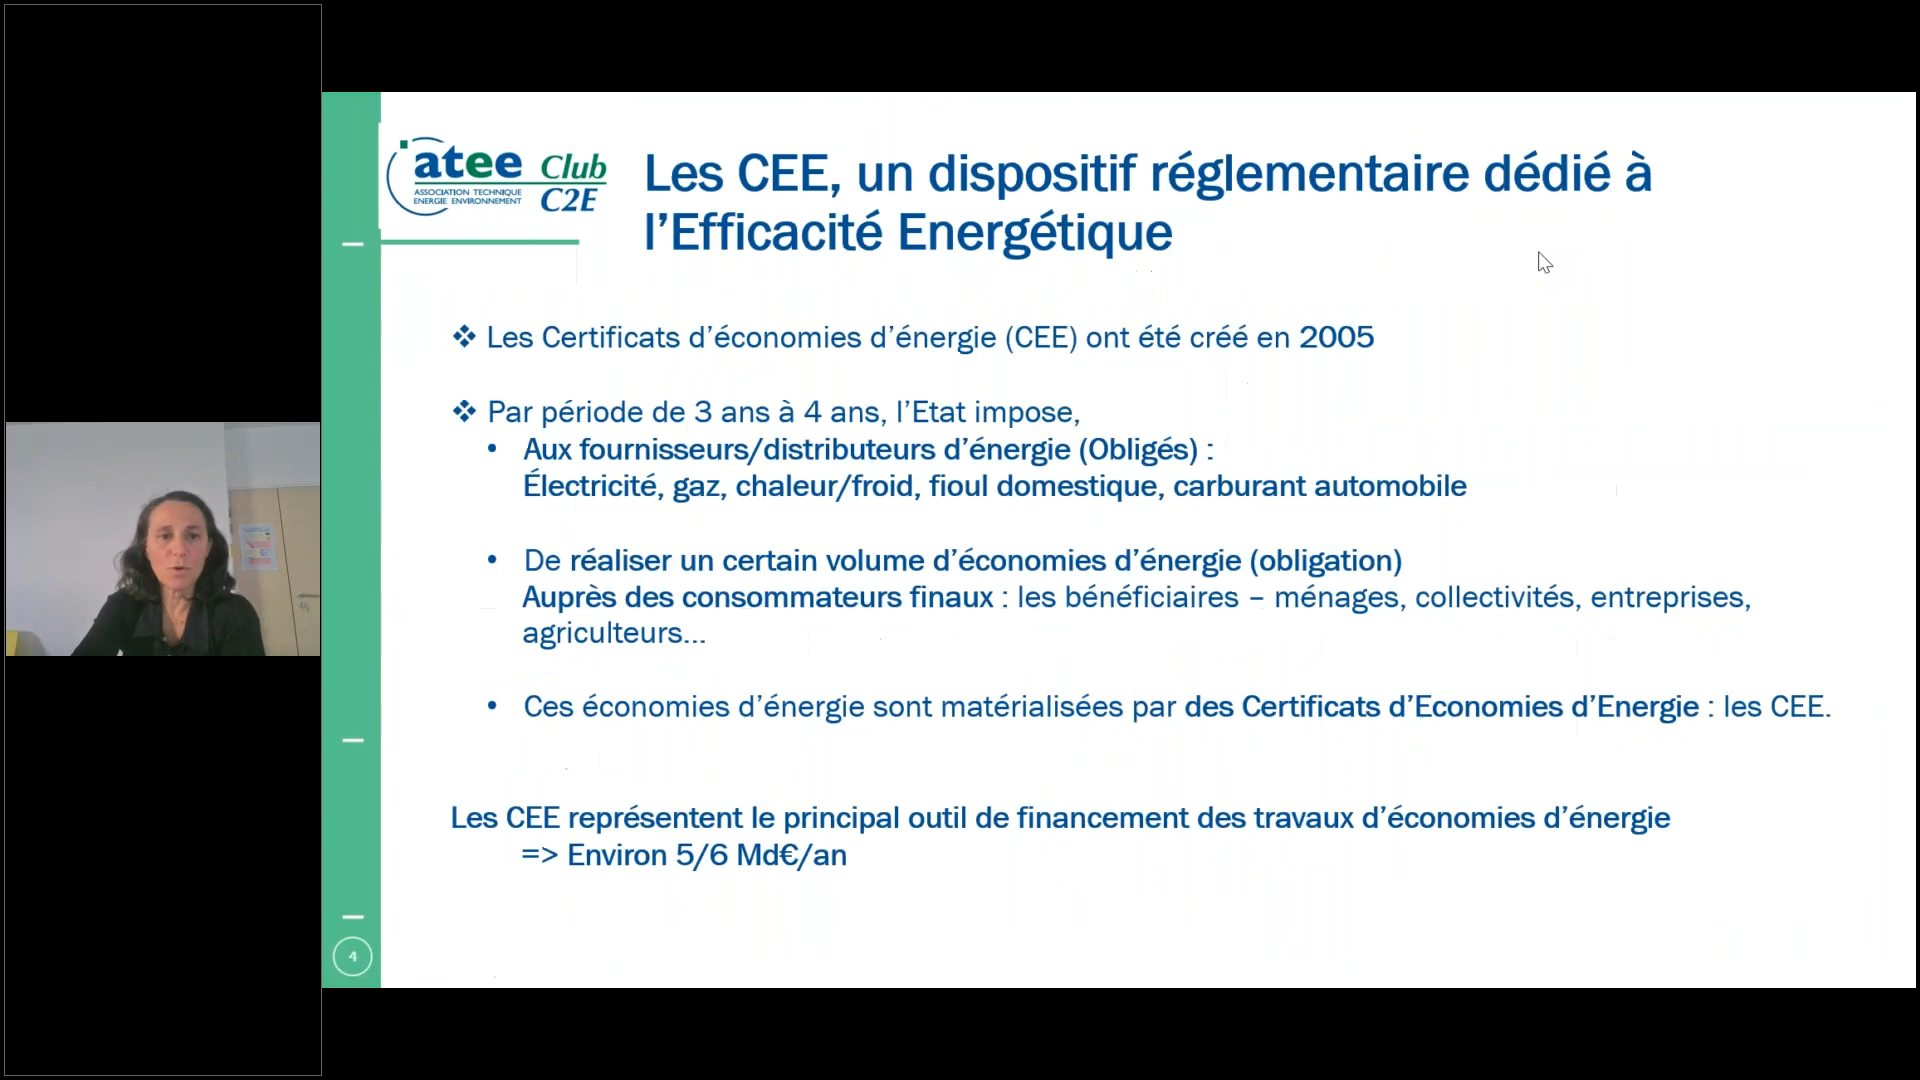 atee Club
ASSOCIATION TECHNIQUE
ENERGIE ENVIRONNEMENT
C2E
Les CEE, un dispositif réglementaire dédié à
l’Efficacité Energétique
❖ Les Certificats d’économies d’énergie (CEE) ont été créé en 2005
❖ Par période de 3 ans à 4 ans, l’Etat impose,
• Aux fournisseurs/distributeurs d’énergie (Obligés) :
Électricité, gaz, chaleur/froid, fioul domestique, carburant automobile
• De réaliser un certain volume d’économies d’énergie (obligation)
Auprès des consommateurs finaux : les bénéficiaires – ménages, collectivités, entreprises,
agriculteurs...
• Ces économies d’énergie sont matérialisées par des Certificats d’Economies d’Energie : les CEE.
Les CEE représentent le principal outil de financement des travaux d’économies d’énergie
=> Environ 5/6 Md€/an
4